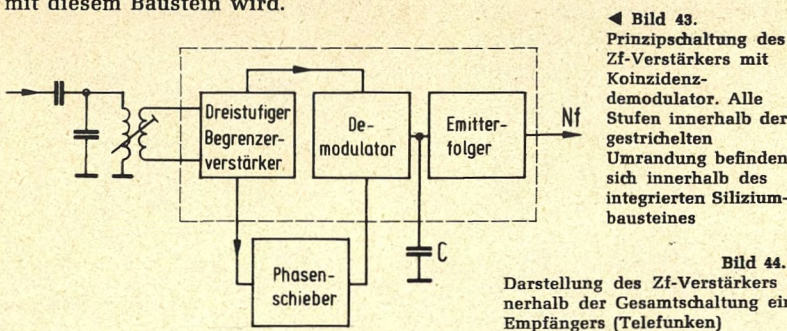 mit diesem Baustein wird.
◀ Bild 43.
Prinzipschaltung des
Zf-Verstärkers mit
Koinzidenz-
demodulator. Alle
Stufen innerhalb der
gestrichelten
Umrandung befinden
sich innerhalb des
integrierten Silizium-
bausteines
Dreistufiger
Begrenzer-
verstärker
De-
modulator
Emitter-
folger
Nf
Phasen-
schieber
C
Bild 44.
Darstellung des Zf-Verstärkers
nerhalb der Gesamtschaltung ein
Empfängers (Telefunken)